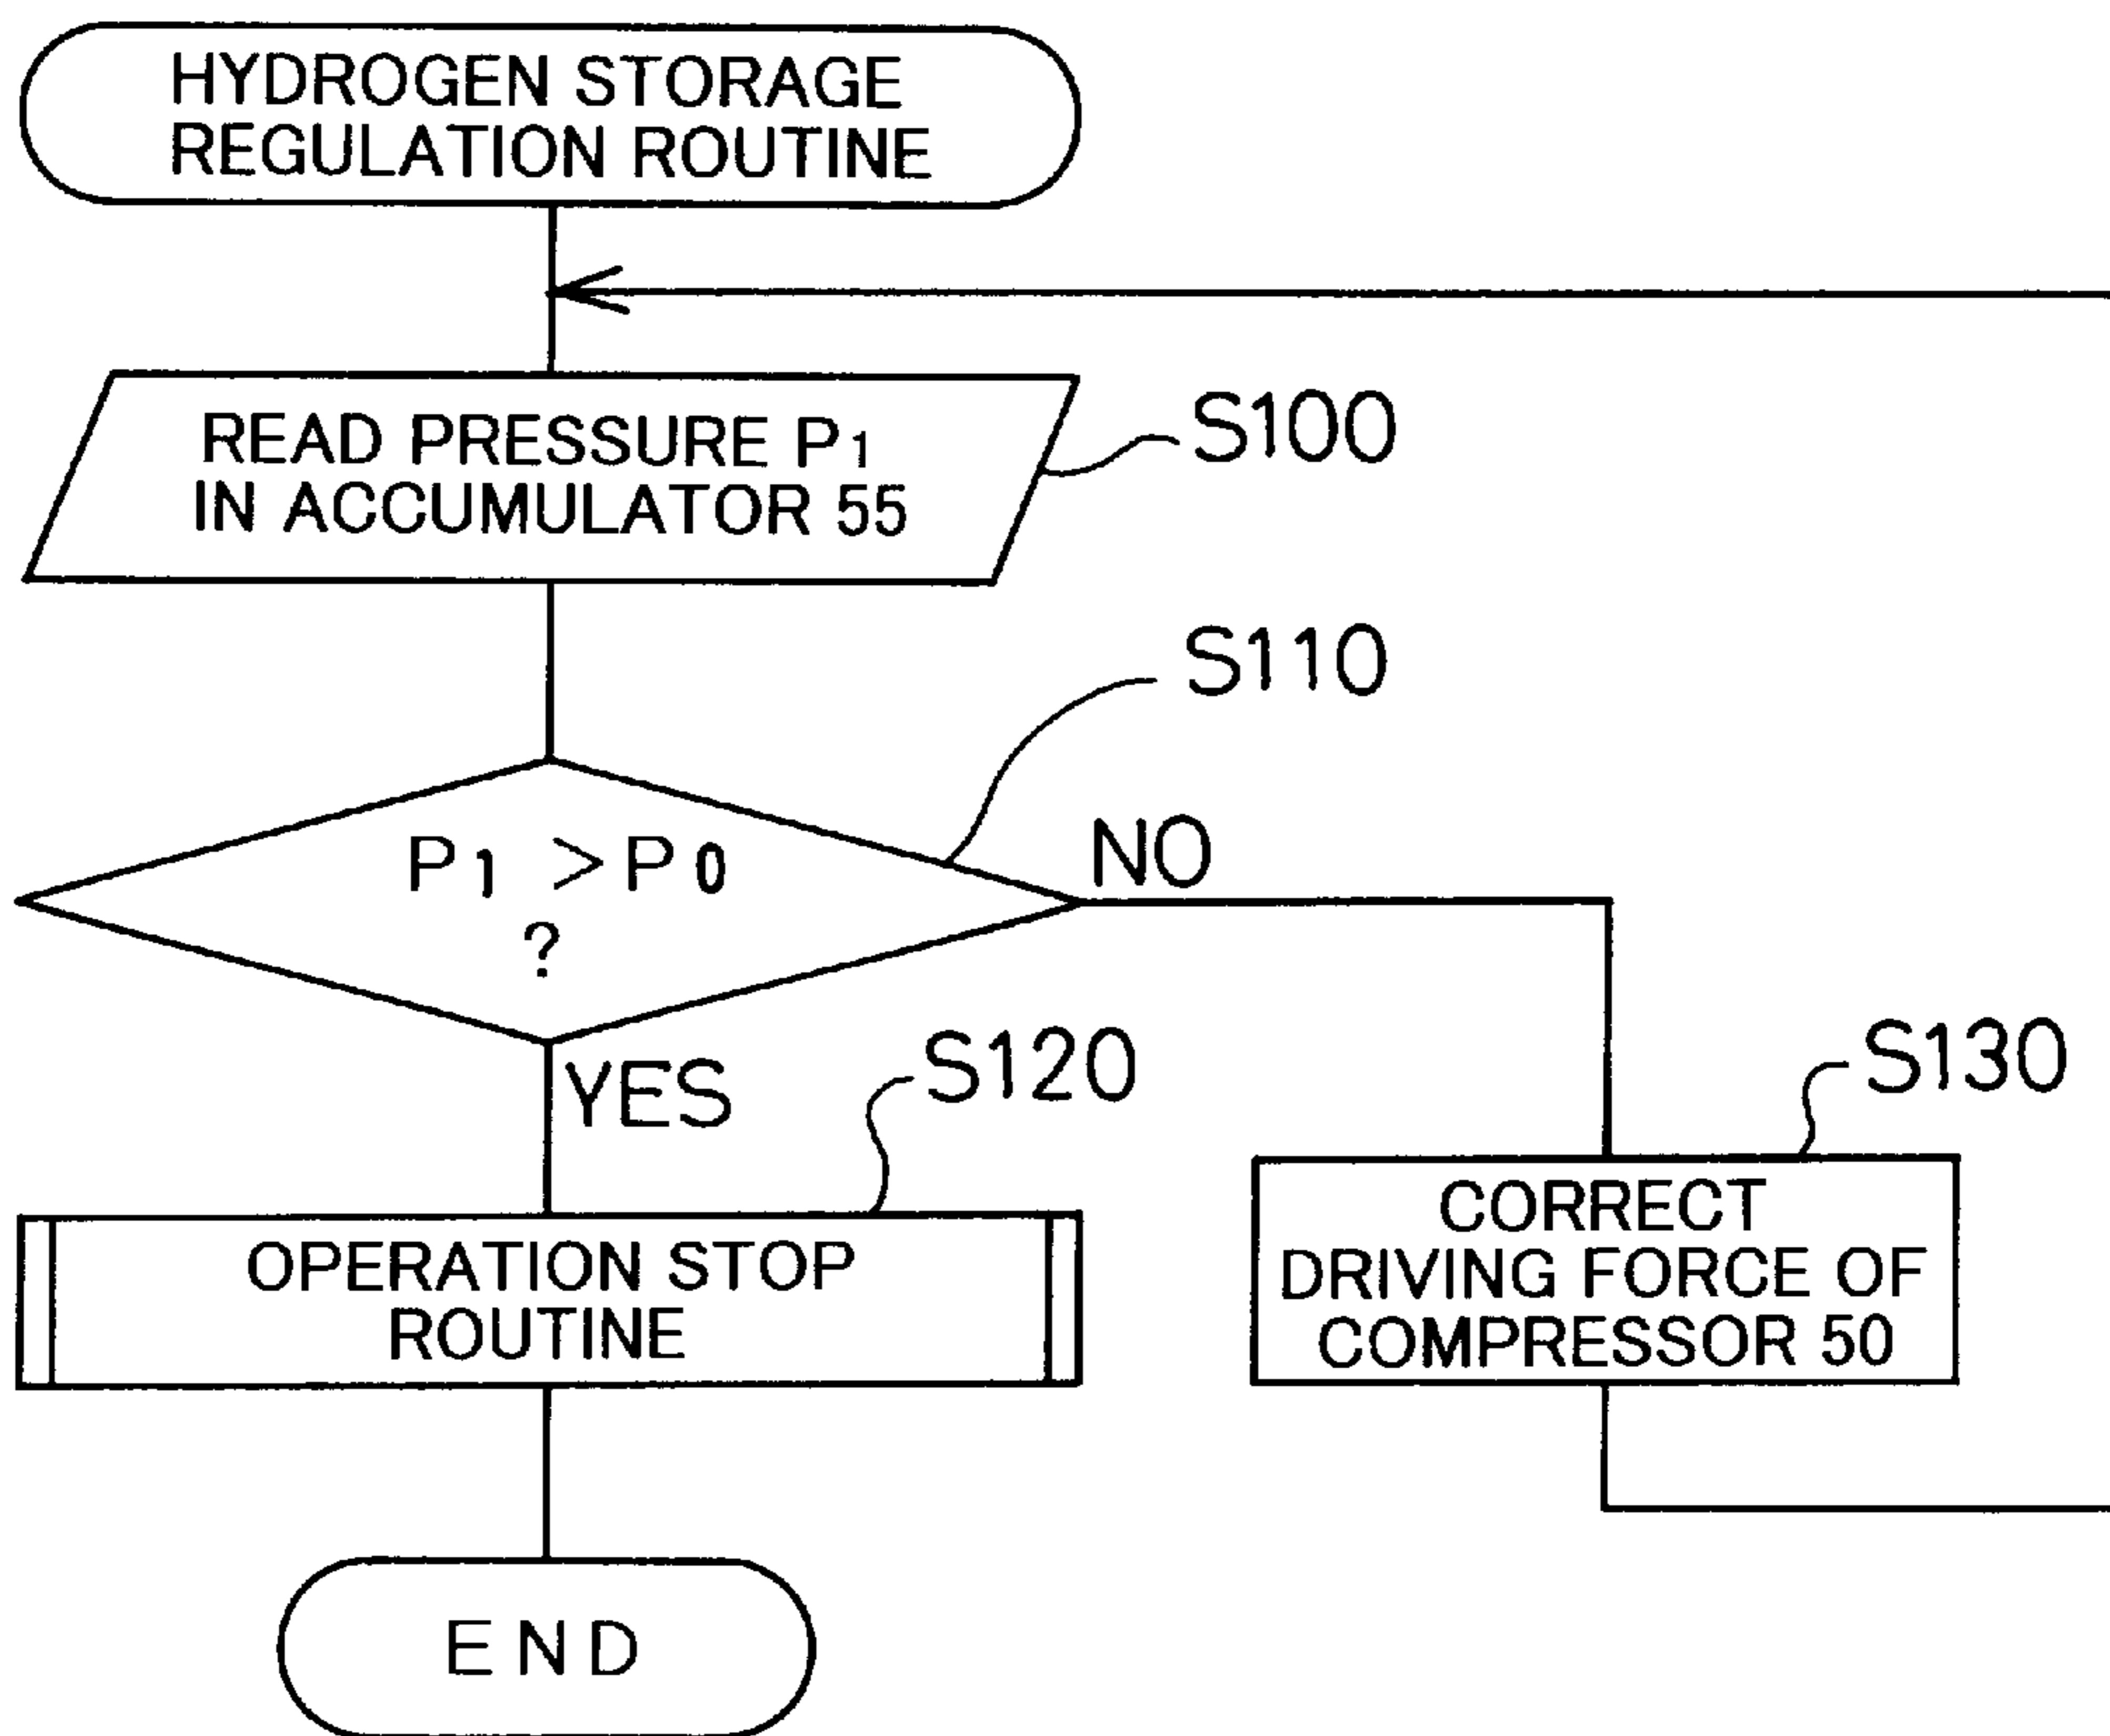 HYDROGEN STORAGE
REGULATION ROUTINE
READ PRESSURE P1
IN ACCUMULATOR 55
S100
S110
P1 > P0
?
NO
YES
S120
S130
OPERATION STOP
ROUTINE
CORRECT
DRIVING FORCE OF
COMPRESSOR 50
END